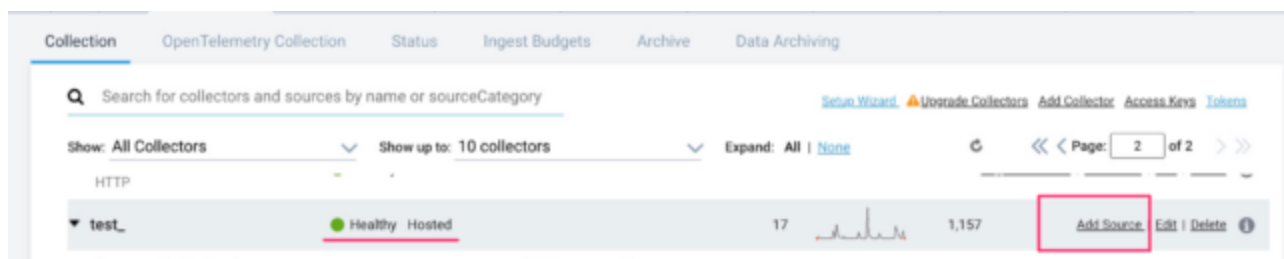 Collection OpenTelemetry Collection Status Ingest Budgets Archive Data Archiving
Search for collectors and sources by name or sourceCategory
Setup Wizard Upgrade Collectors Add Collector Access Keys Tokens
Show: All Collectors Show up to: 10 collectors Expand: All | None Page: 2 of 2
HTTP
test_ Healthy Hosted 17 1,157 Add Source | Edit | Delete